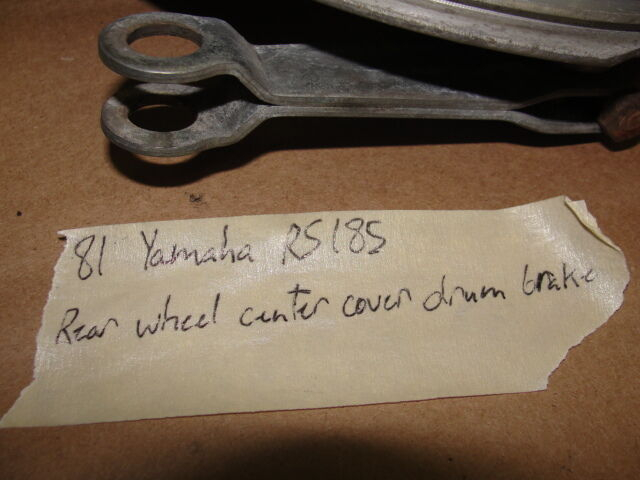 81 Yamaha RS185
Rear wheel center cover drum brake